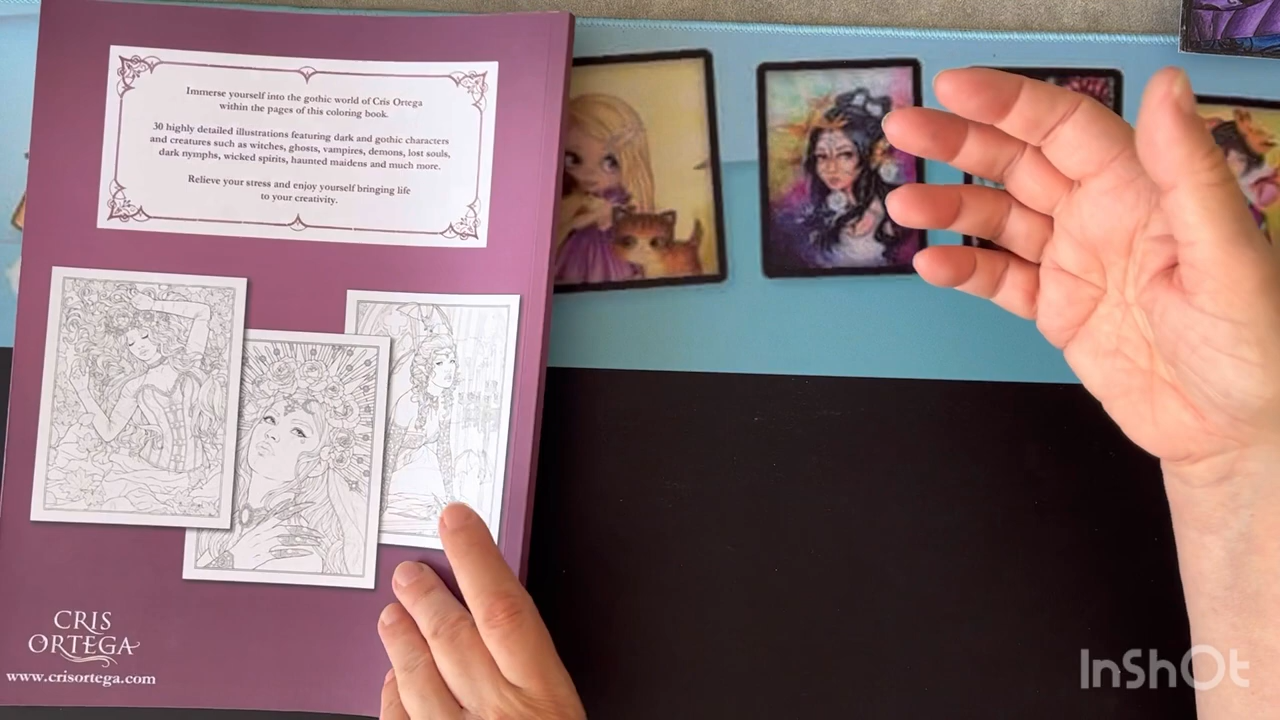 Immerse yourself into the gothic world of Cris Ortega
within the pages of this coloring book.
30 highly detailed illustrations featuring dark and gothic characters
and creatures such as witches, ghosts, vampires, demons, lost souls,
dark nymphs, wicked spirits, haunted maidens and much more.
Relieve your stress and enjoy yourself bringing life
to your creativity.
CRIS
ORTEGA
www.crisortega.com
InShOt